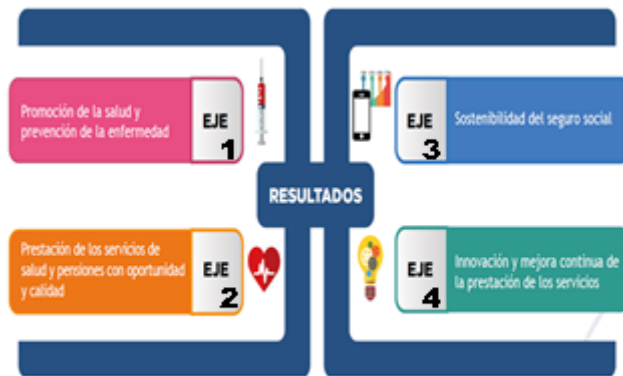 Promoción de la salud y
prevención de la enfermedad
EJE
1
Prestación de los servicios de
salud y pensiones con oportunidad
y calidad
EJE
2
RESULTADOS
EJE
3
Sostenibilidad del seguro social
EJE
4
Innovación y mejora continua de
la prestación de los servicios